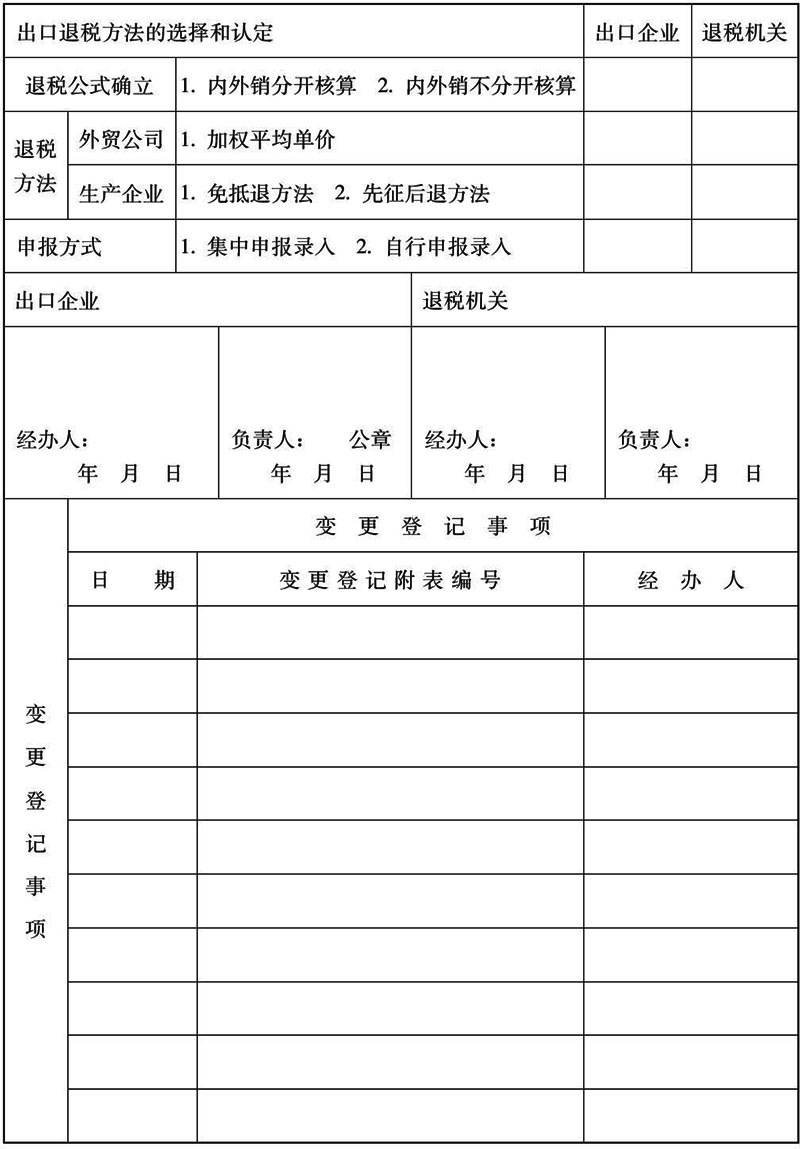 出口退税方法的选择和认定 出口企业 退税机关
退税公式确立 1. 内外销分开核算 2. 内外销不分开核算
退税方法 外贸公司 1. 加权平均单价
生产企业 1. 免抵退方法 2. 先征后退方法
申报方式 1. 集中申报录入 2. 自行申报录入
出口企业 退税机关
经办人： 负责人： 公章 经办人： 负责人：
年 月 日 年 月 日 年 月 日 年 月 日
变更登记事项
变更登记事项
日 期 变更登记附表编号 经办人